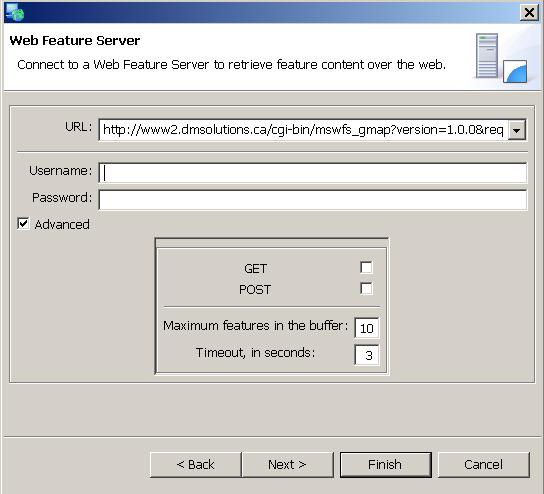 Web Feature Server
Connect to a Web Feature Server to retrieve feature content over the web.
URL: http://www2.dmsolutions.ca/cgi-bin/mswfs_gmap?version=1.0.0&req
Username:
Password:
Advanced
GET
POST
Maximum features in the buffer: 10
Timeout, in seconds: 3
< Back Next > Finish Cancel